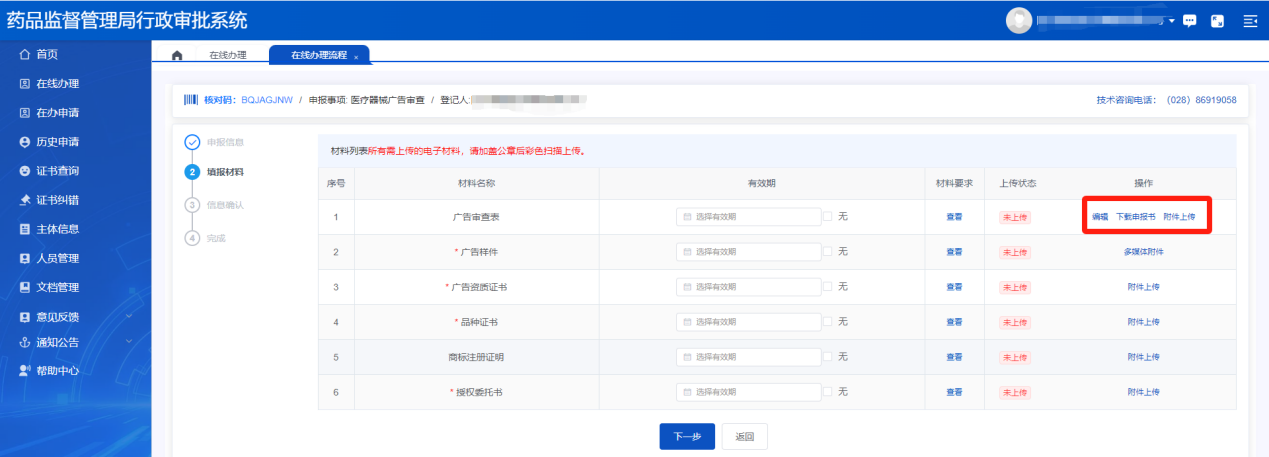 药品监督管理局行政审批系统
首页
在线办理
在办申请
历史申请
证书查询
证书纠错
主体信息
人员管理
文档管理
意见反馈
通知公告
帮助中心
在线办理 在线办理流程 x
核对码：BQJAGJNW / 申报事项: 医疗器械广告审查 / 登记人: 技术咨询电话：（028）86919058
申报信息
2 填报材料
3 信息确认
4 完成
材料列表所有需上传的电子材料，请加盖公章后彩色扫描上传。
序号 材料名称 有效期 材料要求 上传状态 操作
1 广告审查表 选择有效期 无 查看 未上传 编辑 下载申报书 附件上传
2 * 广告样件 选择有效期 无 查看 未上传 多媒体附件
3 * 广告资质证书 选择有效期 无 查看 未上传 附件上传
4 * 品种证书 选择有效期 无 查看 未上传 附件上传
5 商标注册证明 选择有效期 无 查看 未上传 附件上传
6 * 授权委托书 选择有效期 无 查看 未上传 附件上传
下一步 返回